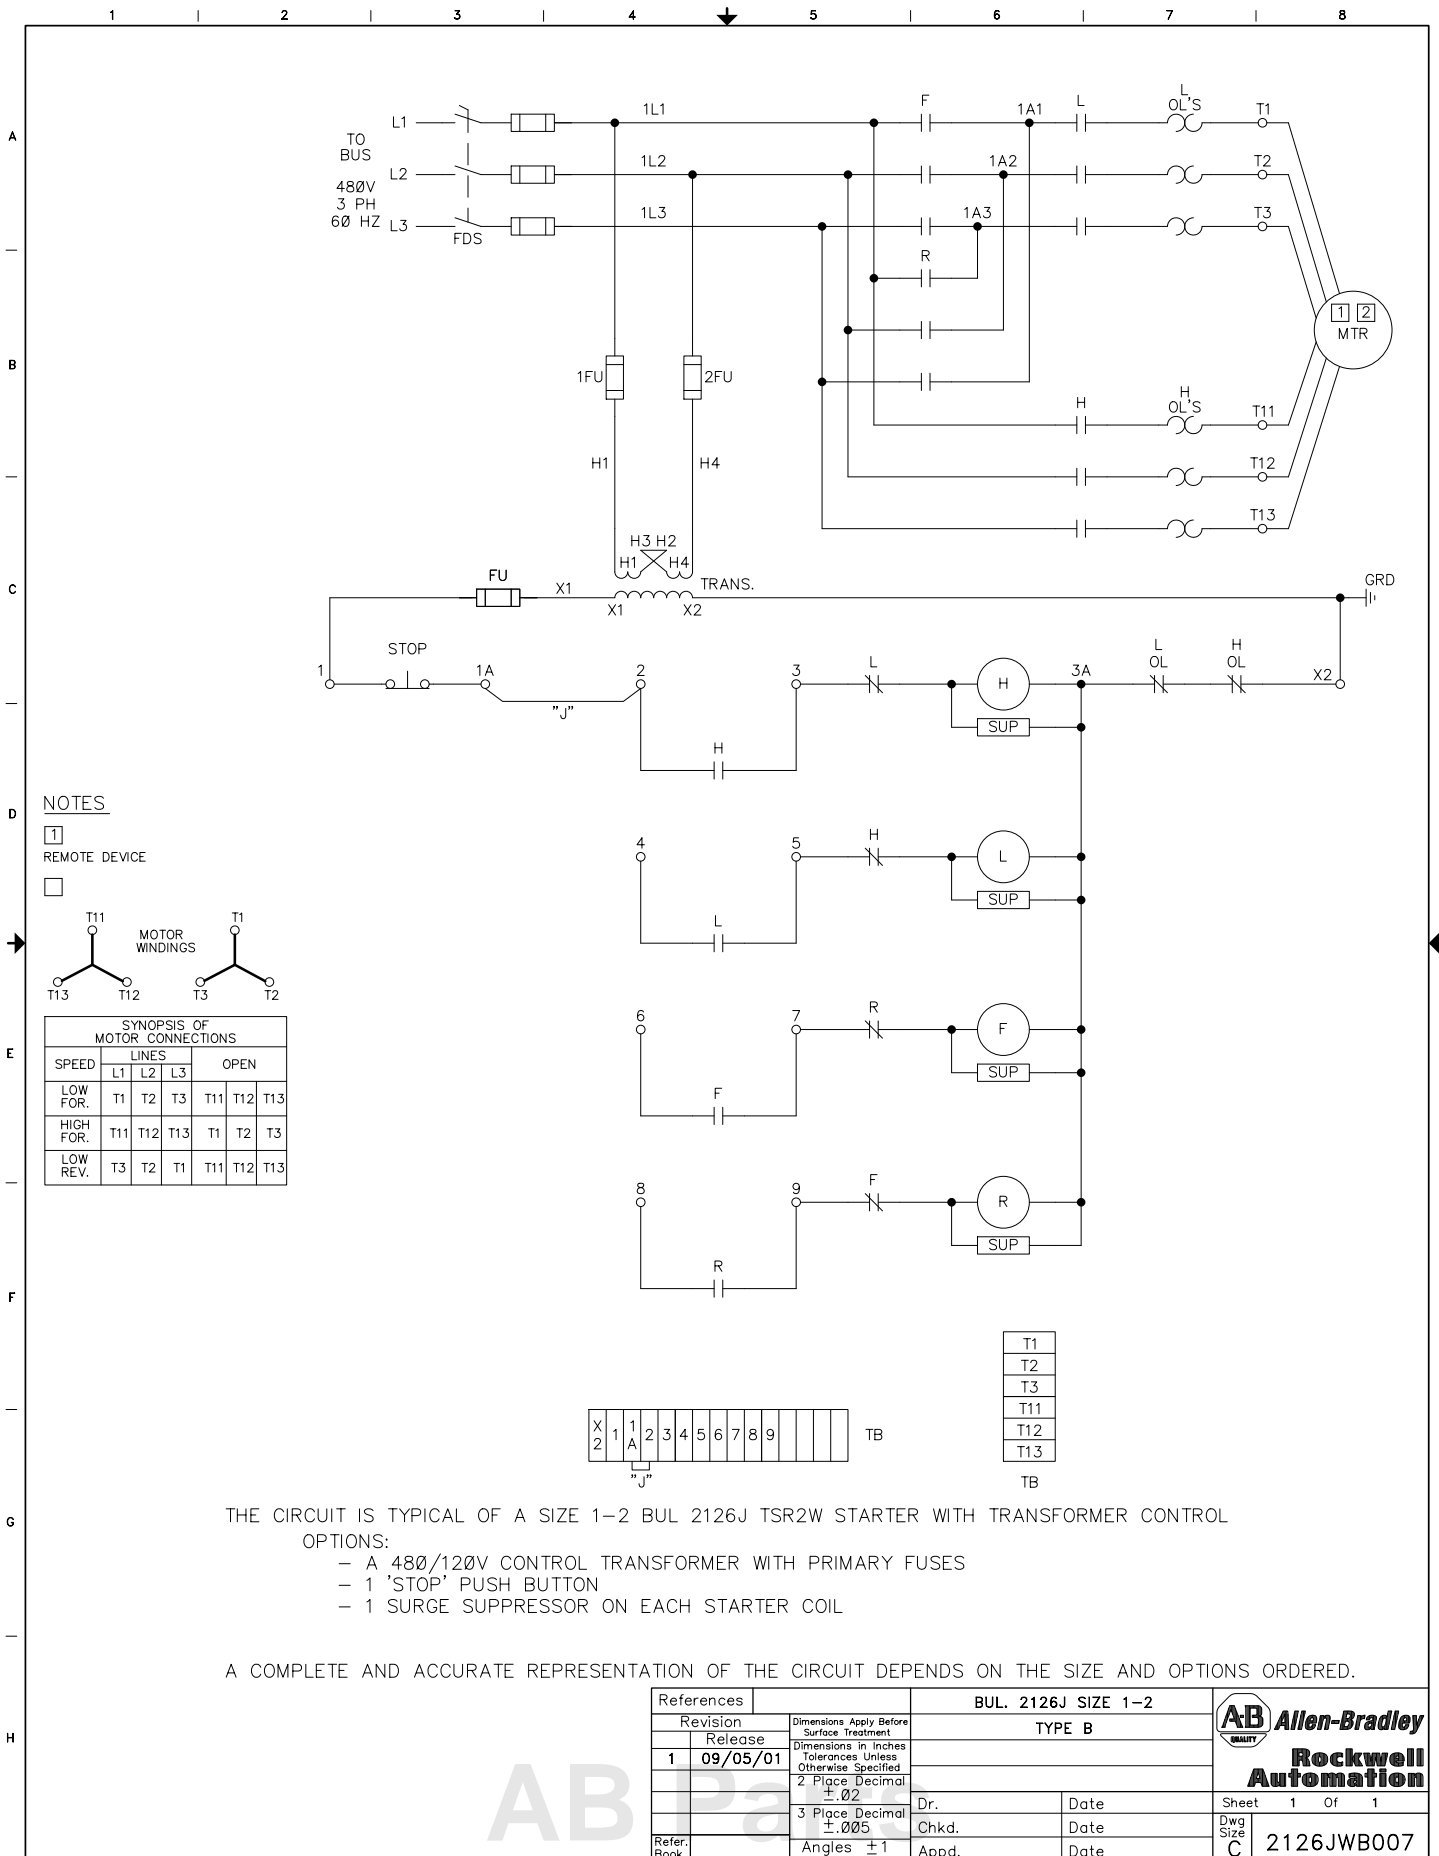 1 2 3 4 5 6 7 8
A
B
C
D
E
F
G
H
TO
BUS
480V
3 PH
60 HZ
L1
L2
L3
FDS
1L1
1L2
1L3
F
1A1
L
L
OL'S
T1
1A2
T2
1A3
T3
R
1 2
MTR
1FU
2FU
H
H
OL'S
T11
T12
T13
H1
H4
H3 H2
H1 H4
TRANS.
FU
X1
X1
X2
GRD
STOP
1
1A
"J"
2
3
L
H
3A
L
OL
H
OL
X2
SUP
H
4
5
H
L
SUP
L
6
7
R
F
SUP
F
8
9
F
R
SUP
R
NOTES
1
REMOTE DEVICE
T11
T13
T12
MOTOR
WINDINGS
T1
T3
T2
SYNOPSIS OF
MOTOR CONNECTIONS
SPEED LINES OPEN
L1 L2 L3
LOW
FOR. T1 T2 T3 T11 T12 T13
HIGH
FOR. T11 T12 T13 T1 T2 T3
LOW
REV. T3 T2 T1 T11 T12 T13
T1
T2
T3
T11
T12
T13
TB
X2 1 1A 2 3 4 5 6 7 8 9
TB
"J"
THE CIRCUIT IS TYPICAL OF A SIZE 1-2 BUL 2126J TSR2W STARTER WITH TRANSFORMER CONTROL
OPTIONS:
- A 480/120V CONTROL TRANSFORMER WITH PRIMARY FUSES
- 1 'STOP' PUSH BUTTON
- 1 SURGE SUPPRESSOR ON EACH STARTER COIL
A COMPLETE AND ACCURATE REPRESENTATION OF THE CIRCUIT DEPENDS ON THE SIZE AND OPTIONS ORDERED.
References
Revision
Release
1 09/05/01
Refer.
Book
Dimensions Apply Before
Surface Treatment
Dimensions in Inches
Tolerances Unless
Otherwise Specified
2 Place Decimal
±.02
3 Place Decimal
±.005
Angles ±1
BUL. 2126J SIZE 1-2
TYPE B
Dr. Date
Chkd. Date
Appd. Date
A-B
QUALITY
Allen-Bradley
Rockwell
Automation
Sheet 1 Of 1
Dwg
Size
C
2126JWB007
AB Parts